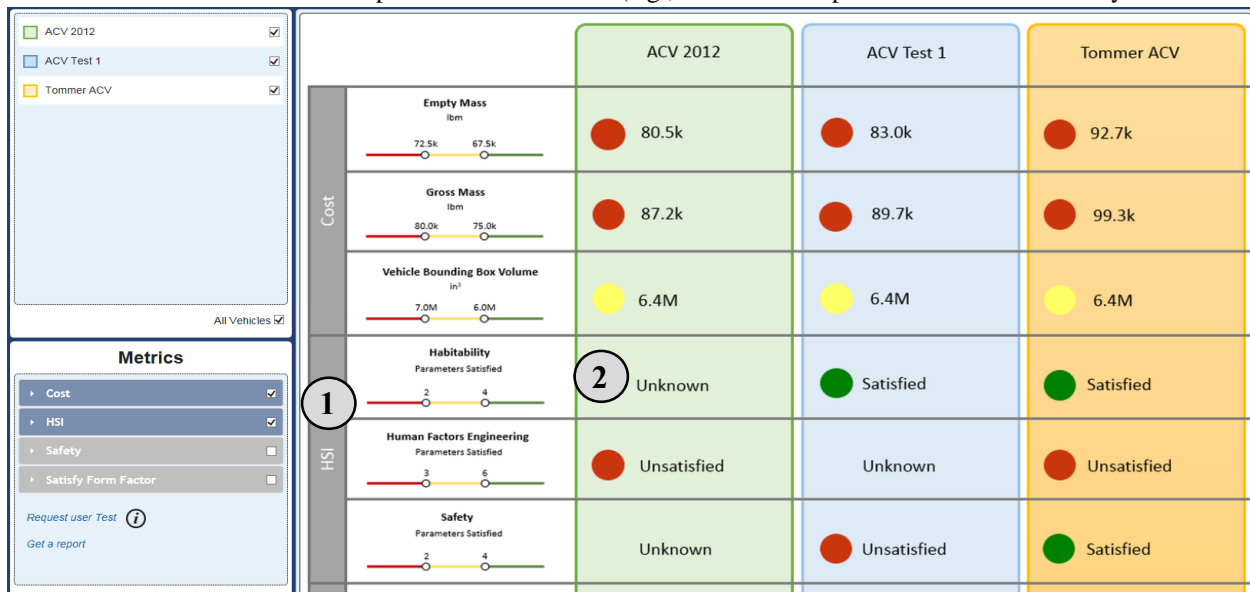 ACV 2012
ACV Test 1
Tommer ACV
All Vehicles
Metrics
Cost
HSI
Safety
Satisfy Form Factor
Request user Test i
Get a report
ACV 2012
ACV Test 1
Tommer ACV
Cost
Empty Mass
lbm
72.5k 67.5k
80.5k
83.0k
92.7k
Gross Mass
lbm
80.0k 75.0k
87.2k
89.7k
99.3k
Vehicle Bounding Box Volume
in³
7.0M 6.0M
6.4M
6.4M
6.4M
HSI
1
Habitability
Parameters Satisfied
2 4
2
Unknown
Satisfied
Satisfied
Human Factors Engineering
Parameters Satisfied
3 6
Unsatisfied
Unknown
Unsatisfied
Safety
Parameters Satisfied
2 4
Unknown
Unsatisfied
Satisfied